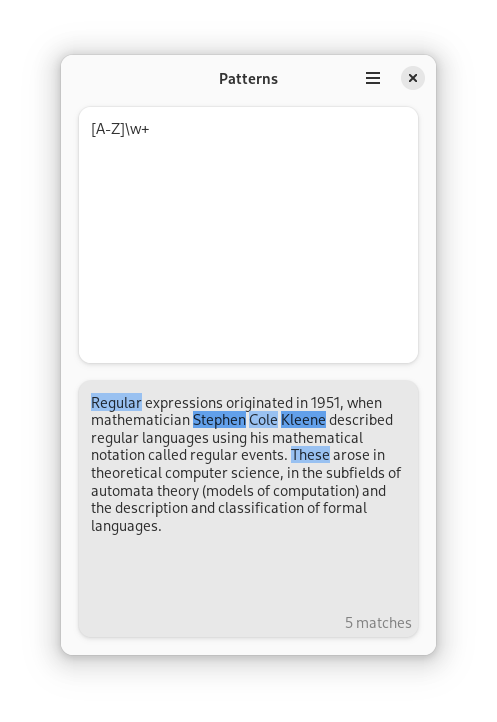 Patterns
[A-Z]\w+
Regular expressions originated in 1951, when
mathematician Stephen Cole Kleene described
regular languages using his mathematical
notation called regular events. These arose in
theoretical computer science, in the subfields of
automata theory (models of computation) and
the description and classification of formal
languages.
5 matches